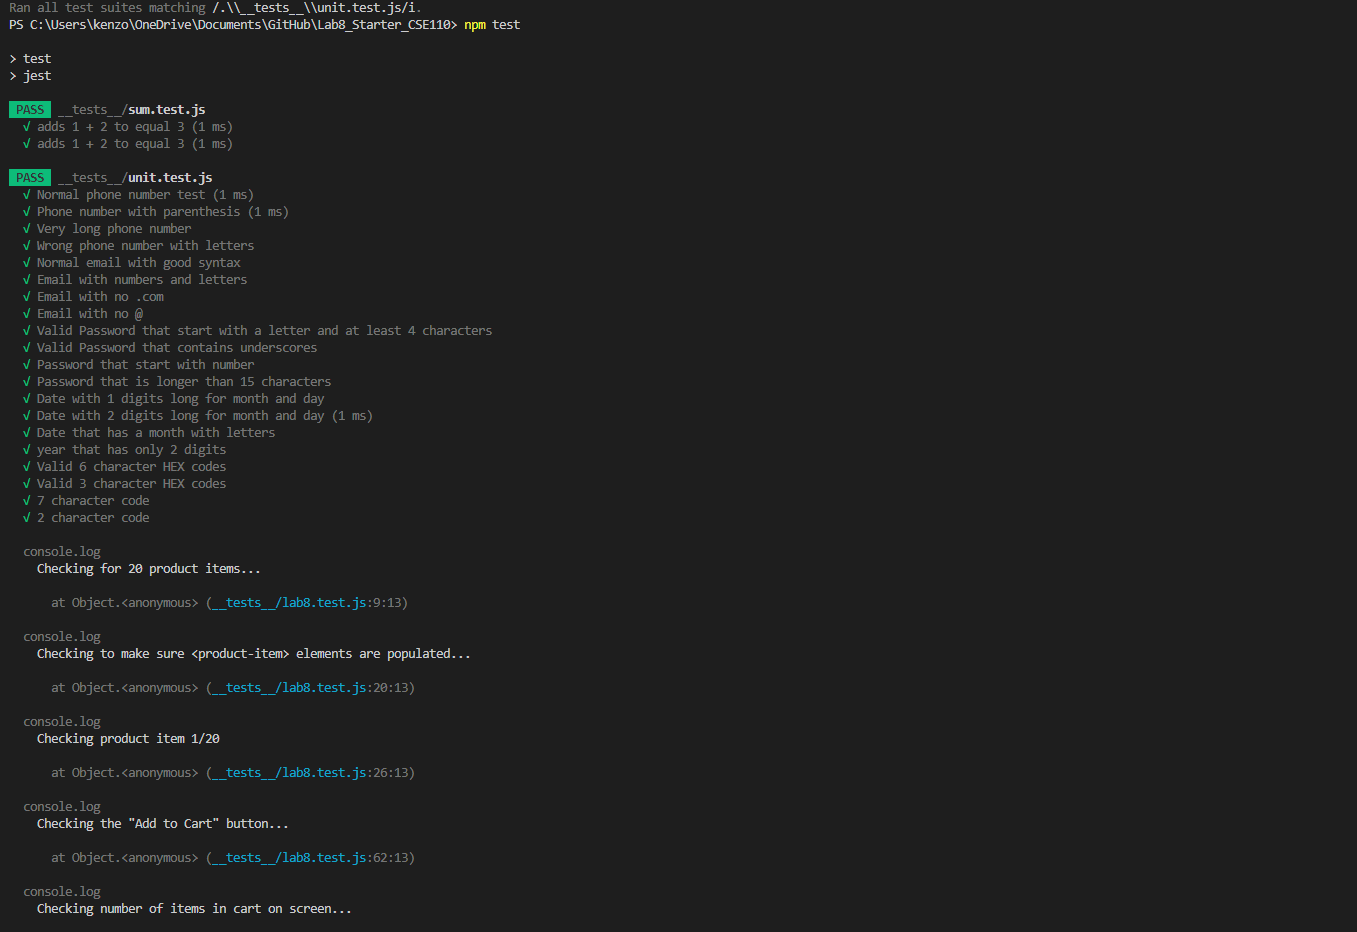 Ran all test suites matching /.\\__tests__\\unit.test.js/i.
PS C:\Users\kenzo\OneDrive\Documents\GitHub\Lab8_Starter_CSE110> npm test
> test
> jest
PASS __tests__/sum.test.js
√ adds 1 + 2 to equal 3 (1 ms)
√ adds 1 + 2 to equal 3 (1 ms)
PASS __tests__/unit.test.js
√ Normal phone number test (1 ms)
√ Phone number with parenthesis (1 ms)
√ Very long phone number
√ Wrong phone number with letters
√ Normal email with good syntax
√ Email with numbers and letters
√ Email with no .com
√ Email with no @
√ Valid Password that start with a letter and at least 4 characters
√ Valid Password that contains underscores
√ Password that start with number
√ Password that is longer than 15 characters
√ Date with 1 digits long for month and day
√ Date with 2 digits long for month and day (1 ms)
√ Date that has a month with letters
√ year that has only 2 digits
√ Valid 6 character HEX codes
√ Valid 3 character HEX codes
√ 7 character code
√ 2 character code
console.log
Checking for 20 product items...
at Object.<anonymous> (__tests__/lab8.test.js:9:13)
console.log
Checking to make sure <product-item> elements are populated...
at Object.<anonymous> (__tests__/lab8.test.js:20:13)
console.log
Checking product item 1/20
at Object.<anonymous> (__tests__/lab8.test.js:26:13)
console.log
Checking the "Add to Cart" button...
at Object.<anonymous> (__tests__/lab8.test.js:62:13)
console.log
Checking number of items in cart on screen...